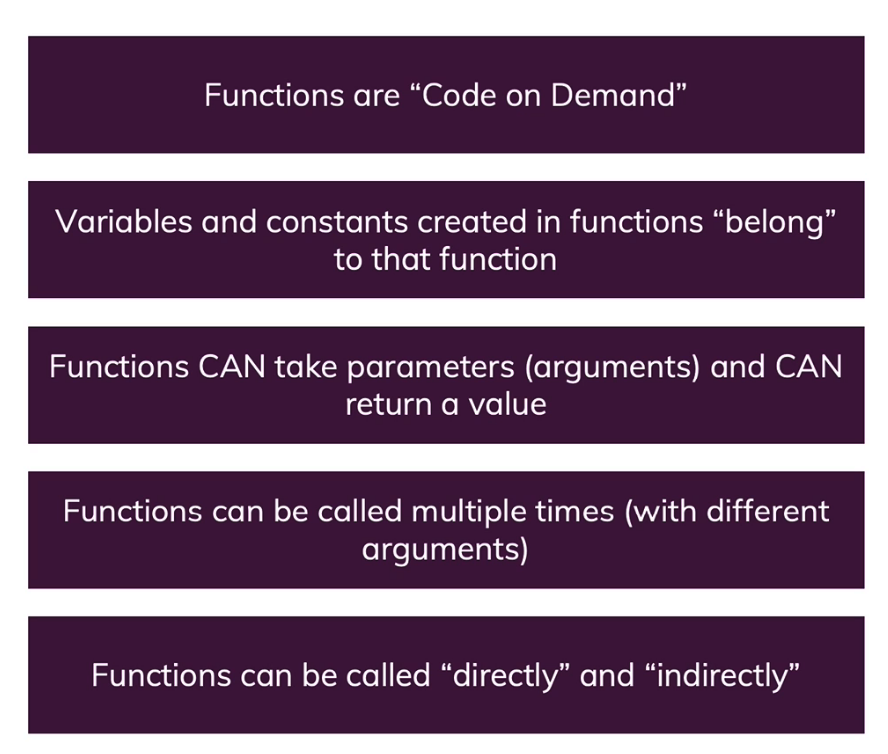 Functions are “Code on Demand”
Variables and constants created in functions “belong”
to that function
Functions CAN take parameters (arguments) and CAN
return a value
Functions can be called multiple times (with different
arguments)
Functions can be called “directly” and “indirectly”